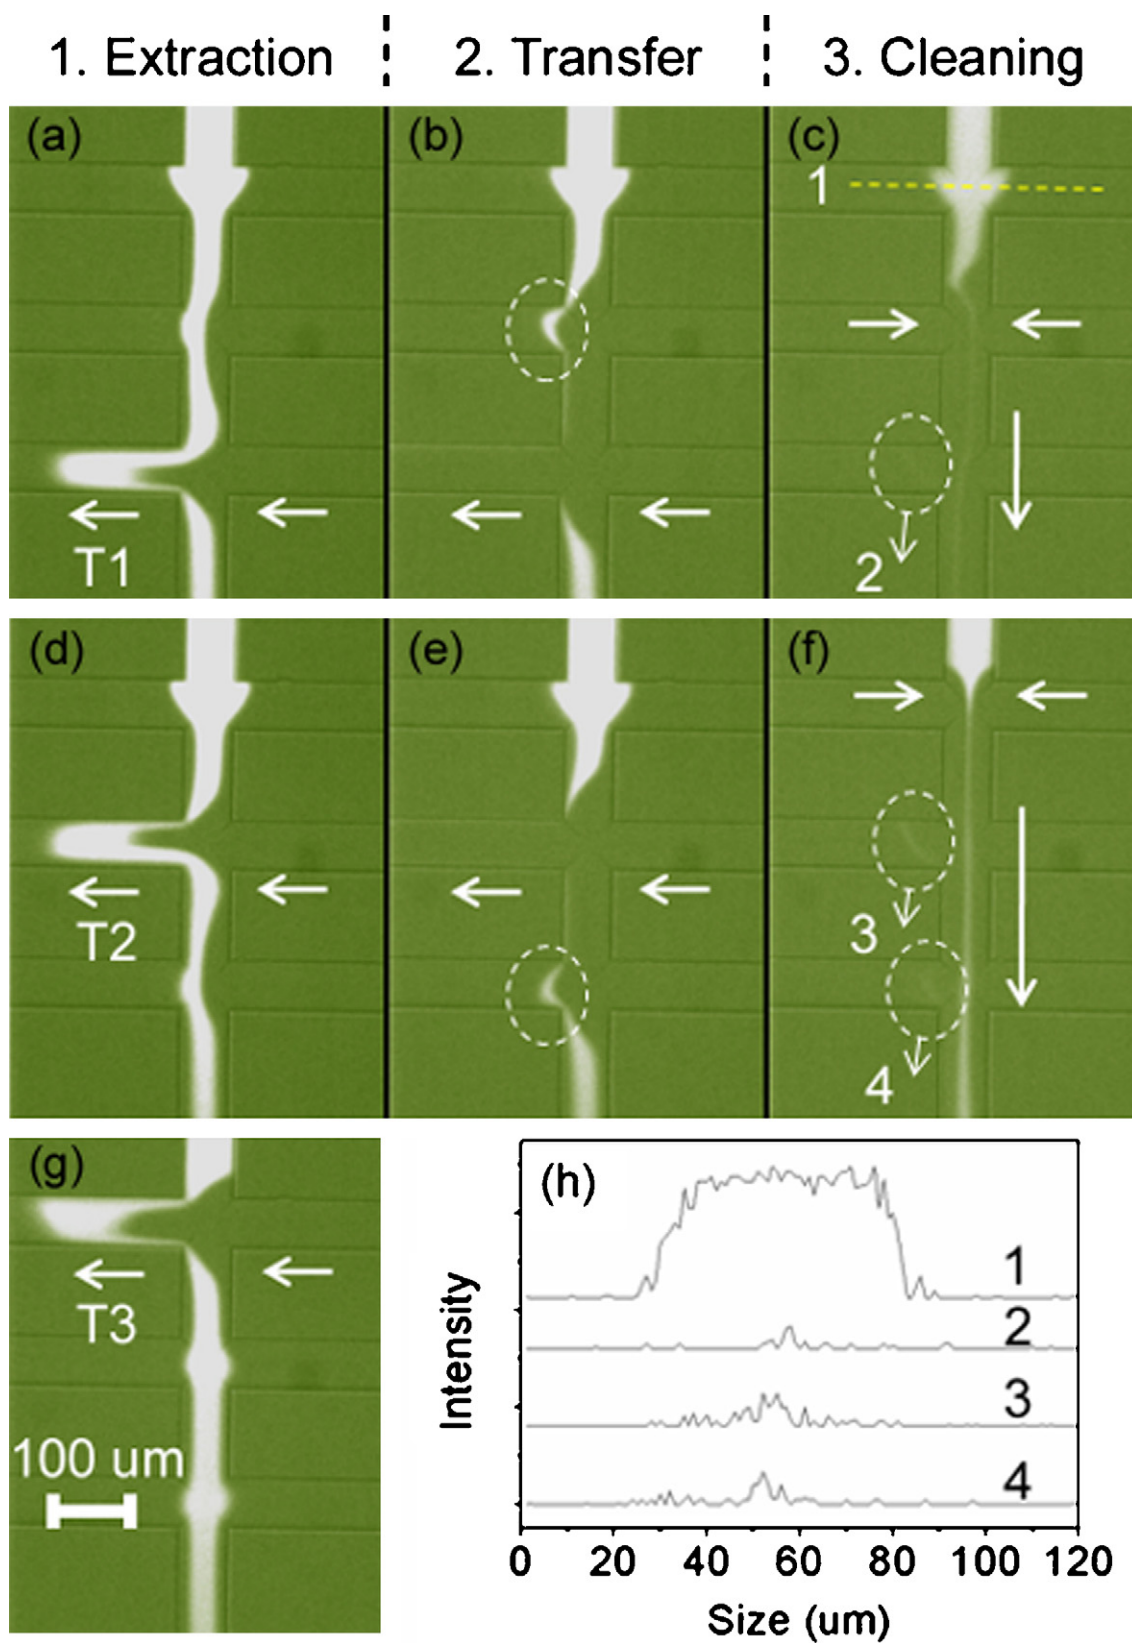 1. Extraction
2. Transfer
3. Cleaning
(a)
(b)
(c)
1
T1
2
(d)
(e)
(f)
T2
3
4
(g)
T3
100 um
(h)
1
2
3
4
Intensity
0 20 40 60 80 100 120
Size (um)